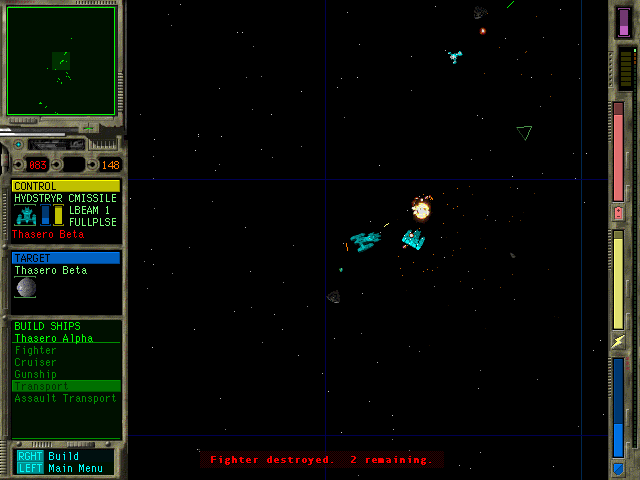 083 148
CONTROL
HVDSTRYR CMISSILE
LBEAM 1
FULLPLSE
Thasero Beta
TARGET
Thasero Beta
BUILD SHIPS
Thasero Alpha
Fighter
Cruiser
Gunship
Transport
Assault Transport
RGHT Build
LEFT Main Menu
Fighter destroyed. 2 remaining.